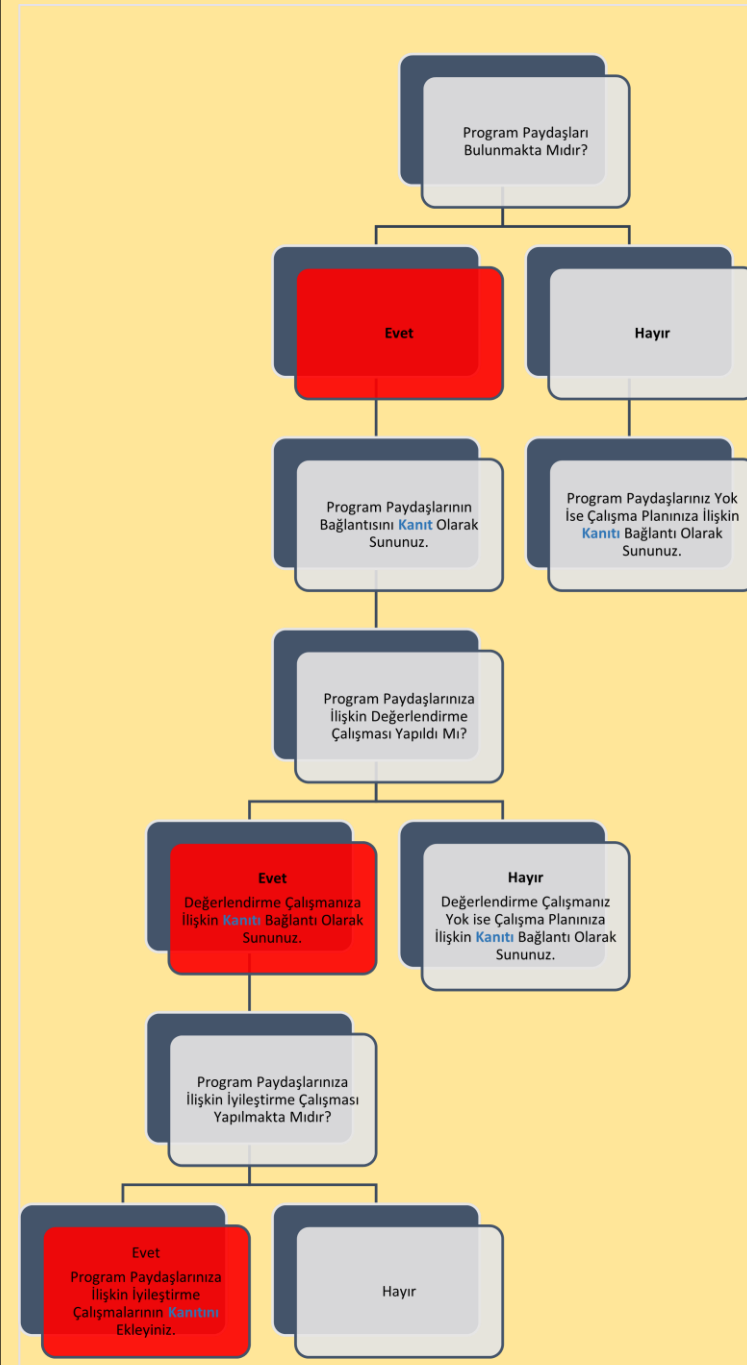 Program Paydaşları
Bulunmakta Mıdır?
Evet
Hayır
Program Paydaşlarının
Bağlantısını Kanıt Olarak
Sununuz.
Program Paydaşlarınız Yok
İse Çalışma Planınıza İlişkin
Kanıtı Bağlantı Olarak
Sununuz.
Program Paydaşlarınıza
İlişkin Değerlendirme
Çalışması Yapıldı Mı?
Evet
Değerlendirme Çalışmanıza
İlişkin Kanıtı Bağlantı Olarak
Sununuz.
Hayır
Değerlendirme Çalışmanız
Yok ise Çalışma Planınıza
İlişkin Kanıtı Bağlantı Olarak
Sununuz.
Program Paydaşlarınıza
İlişkin İyileştirme Çalışması
Yapılmakta Mıdır?
Evet
Program Paydaşlarınıza
İlişkin İyileştirme
Çalışmalarının Kanıtını
Ekleyiniz.
Hayır